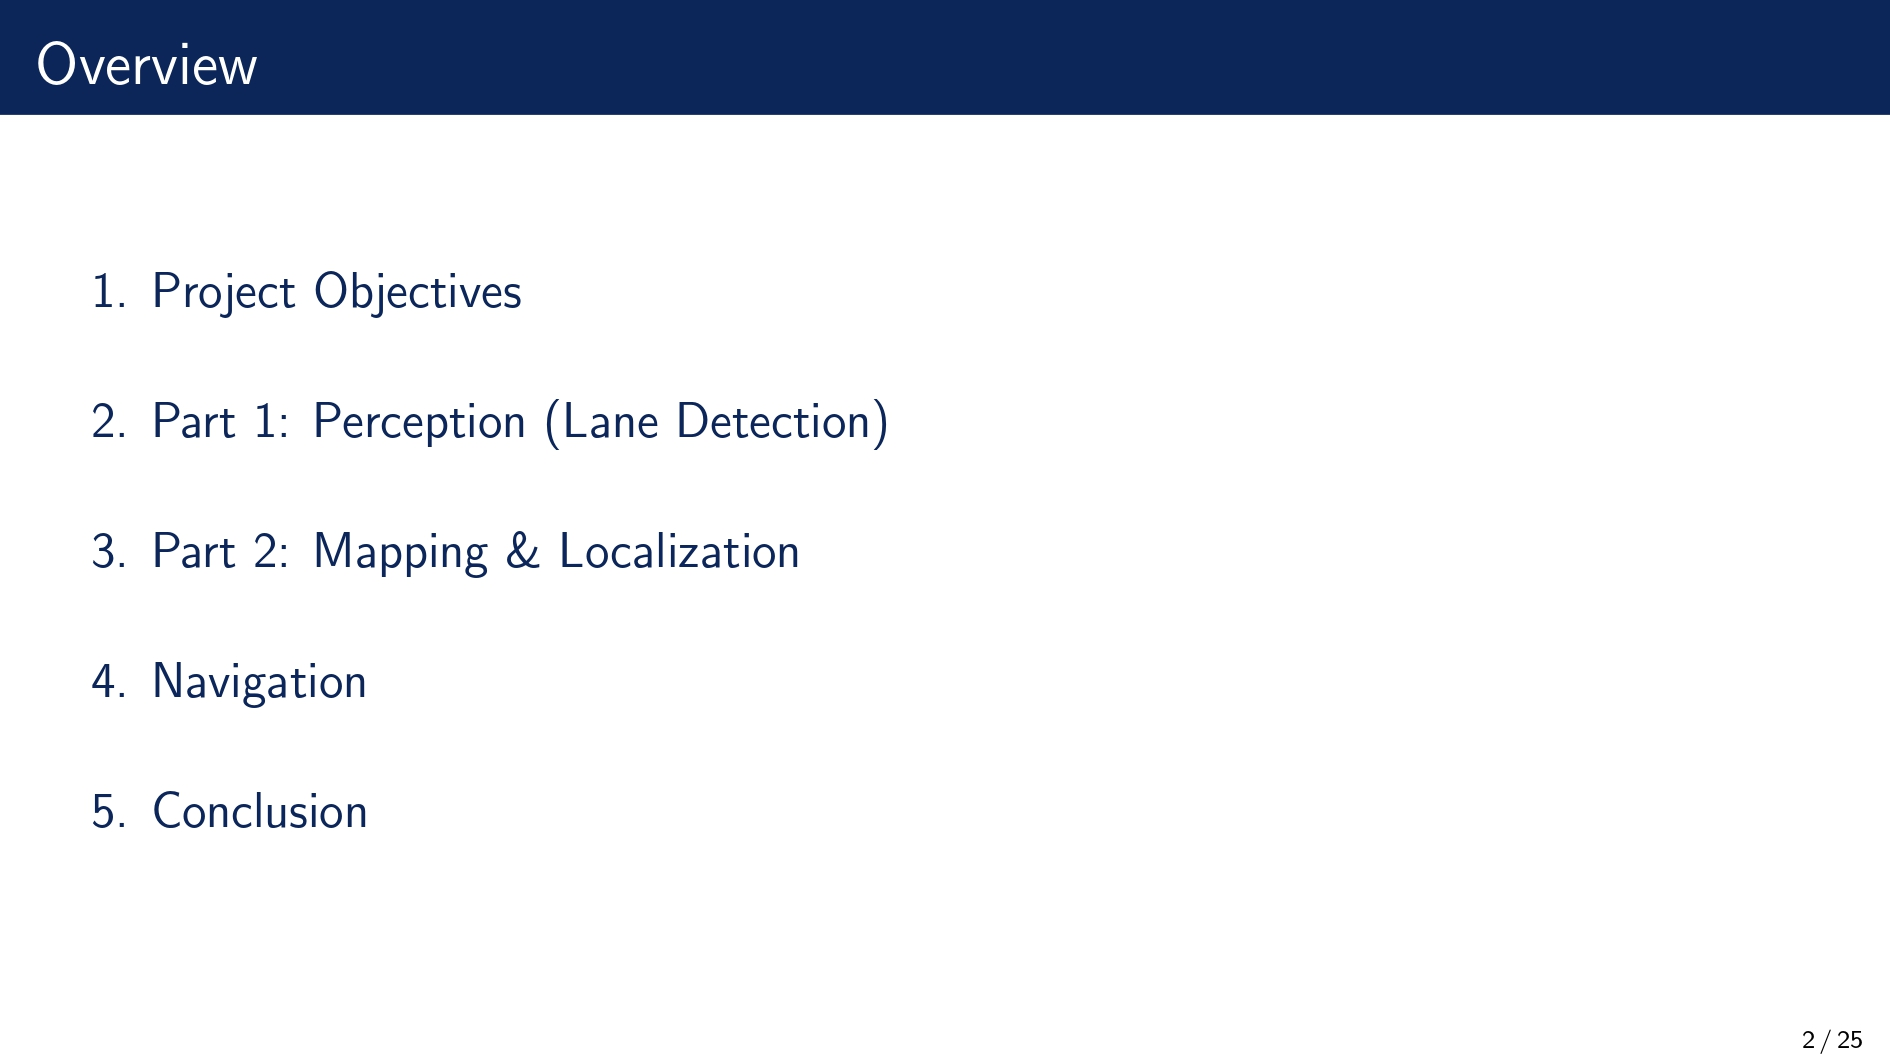 Overview
1. Project Objectives
2. Part 1: Perception (Lane Detection)
3. Part 2: Mapping & Localization
4. Navigation
5. Conclusion
2 / 25